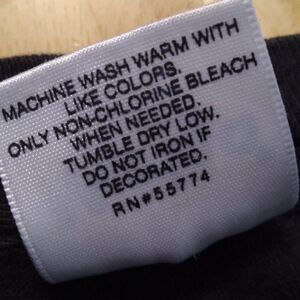 MACHINE WASH WARM WITH
LIKE COLORS.
ONLY NON-CHLORINE BLEACH
WHEN NEEDED.
TUMBLE DRY LOW.
DO NOT IRON IF
DECORATED.
RN#55774